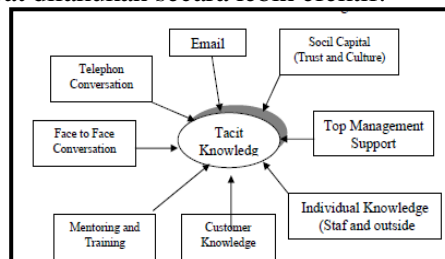 Email
Socil Capital
(Trust and Culture)
Telephon
Conversation
Face to Face
Conversation
Tacit
Knowledg
Top Management
Support
Mentoring and
Training
Customer
Knowledge
Individual Knowledge
(Staf and outside